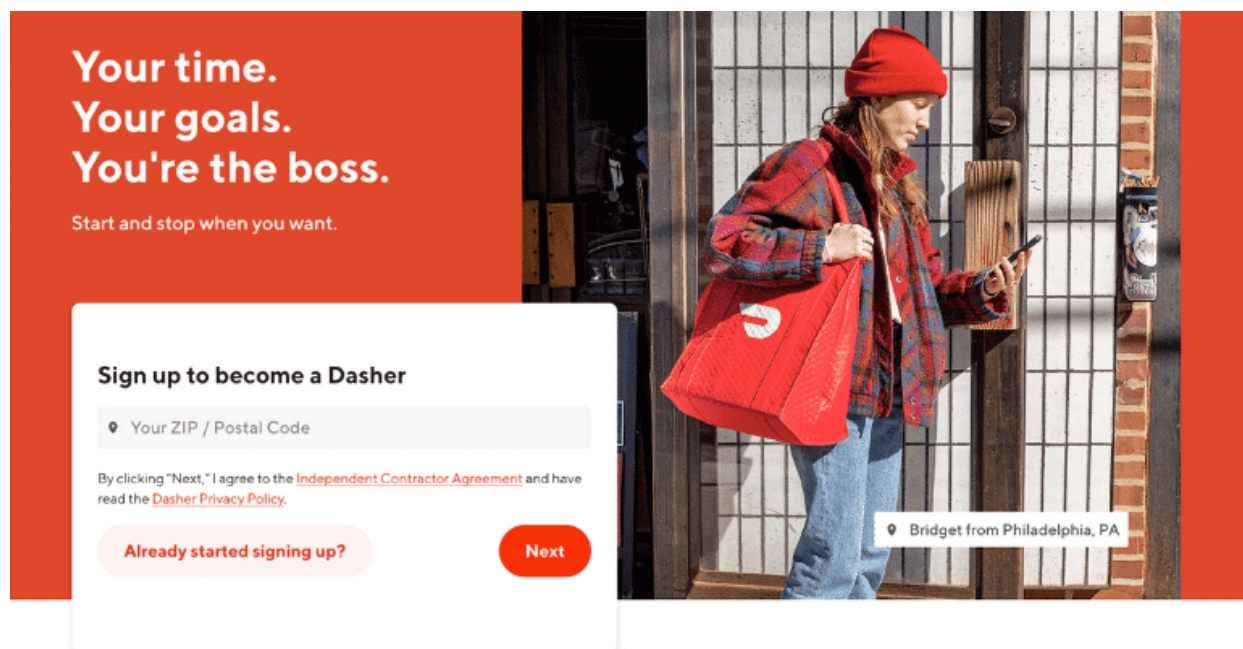 Your time.
Your goals.
You're the boss.
Start and stop when you want.
Sign up to become a Dasher
Your ZIP / Postal Code
By clicking "Next," I agree to the Independent Contractor Agreement and have
read the Dasher Privacy Policy.
Already started signing up?
Next
Bridget from Philadelphia, PA